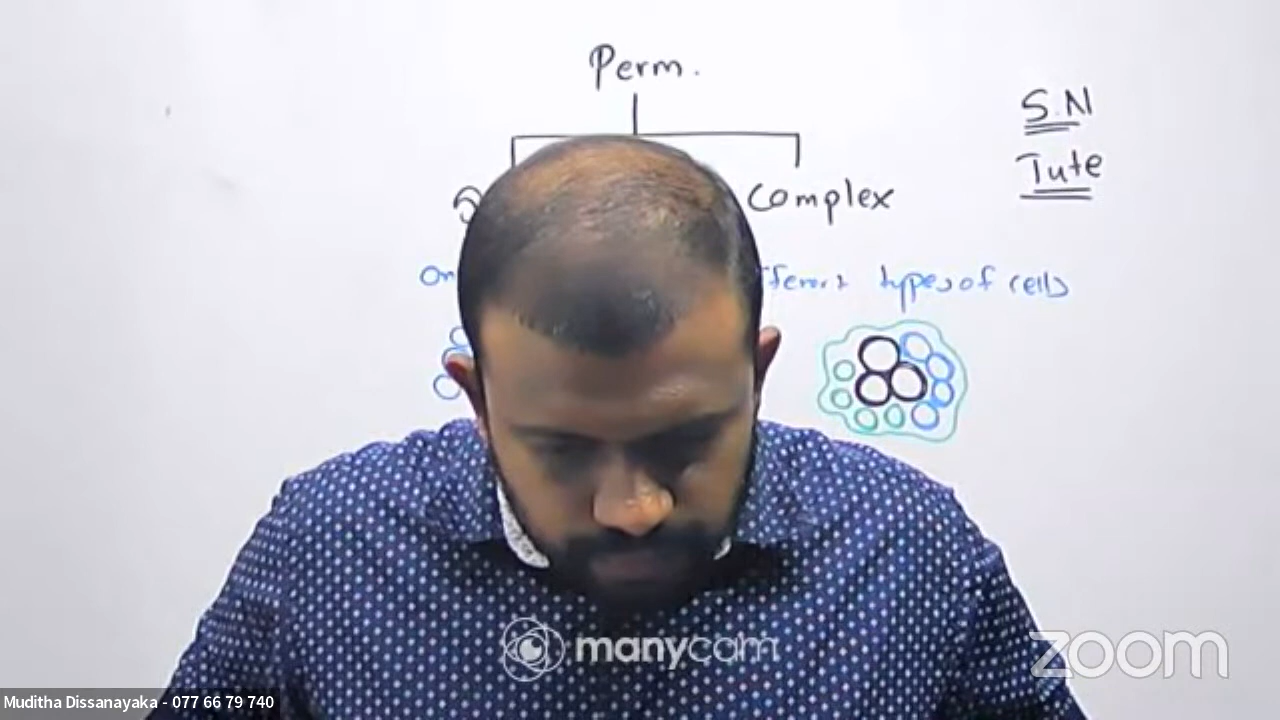 Perm.
S.N
Tute
Complex
types of cells
manycam
zoom
Muditha Dissanayaka - 077 66 79 740